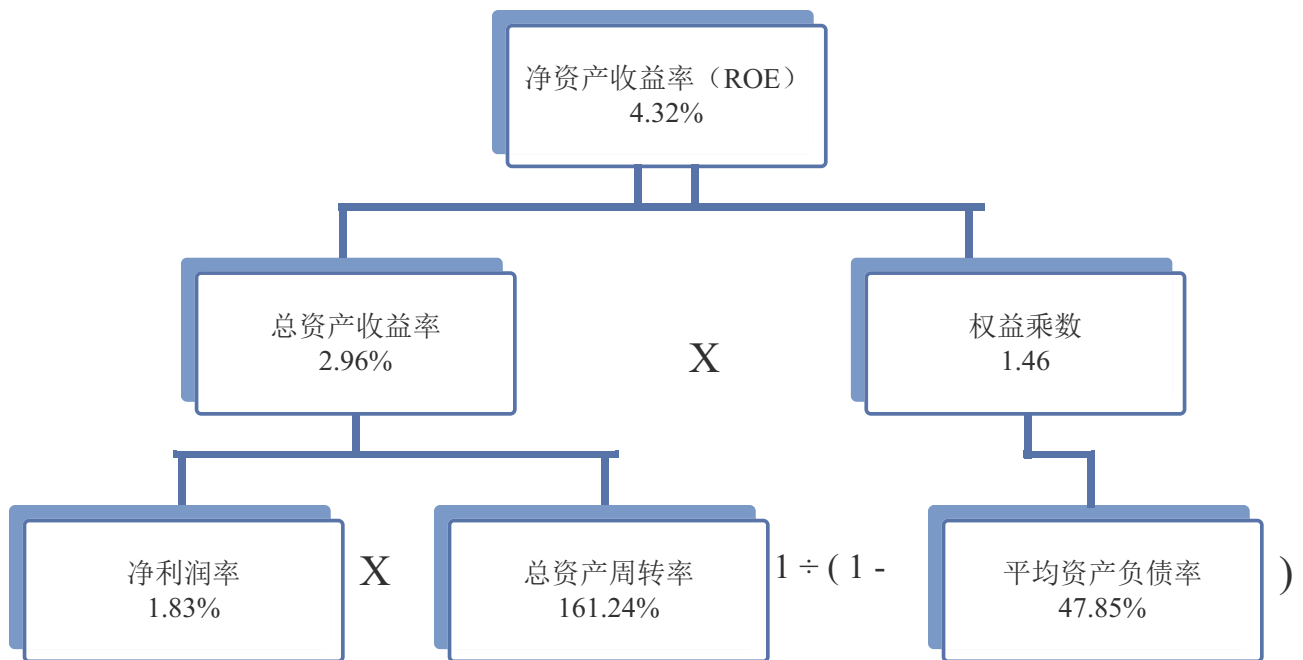 净资产收益率（ROE）
4.32%
总资产收益率
2.96%
X
权益乘数
1.46
净利润率
1.83%
X
总资产周转率
161.24%
1 ÷ ( 1 -
平均资产负债率
47.85%
)